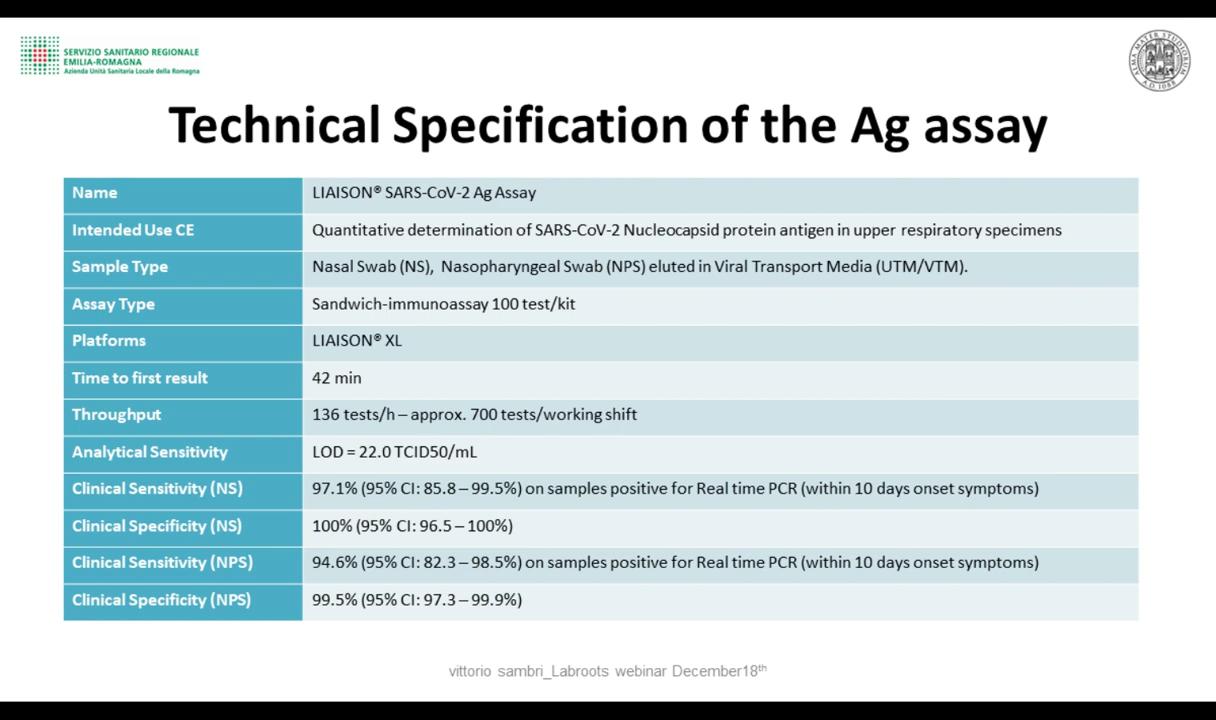 SERVIZIO SANITARIO REGIONALE
EMILIA-ROMAGNA
Azienda Unità Sanitaria Locale della Romagna
ALMA MATER STUDIORUM
A.D. 1088
Technical Specification of the Ag assay
Name LIAISON® SARS-CoV-2 Ag Assay
Intended Use CE Quantitative determination of SARS-CoV-2 Nucleocapsid protein antigen in upper respiratory specimens
Sample Type Nasal Swab (NS), Nasopharyngeal Swab (NPS) eluted in Viral Transport Media (UTM/VTM).
Assay Type Sandwich-immunoassay 100 test/kit
Platforms LIAISON® XL
Time to first result 42 min
Throughput 136 tests/h – approx. 700 tests/working shift
Analytical Sensitivity LOD = 22.0 TCID50/mL
Clinical Sensitivity (NS) 97.1% (95% CI: 85.8 – 99.5%) on samples positive for Real time PCR (within 10 days onset symptoms)
Clinical Specificity (NS) 100% (95% CI: 96.5 – 100%)
Clinical Sensitivity (NPS) 94.6% (95% CI: 82.3 – 98.5%) on samples positive for Real time PCR (within 10 days onset symptoms)
Clinical Specificity (NPS) 99.5% (95% CI: 97.3 – 99.9%)
vittorio sambri_Labroots webinar December18th